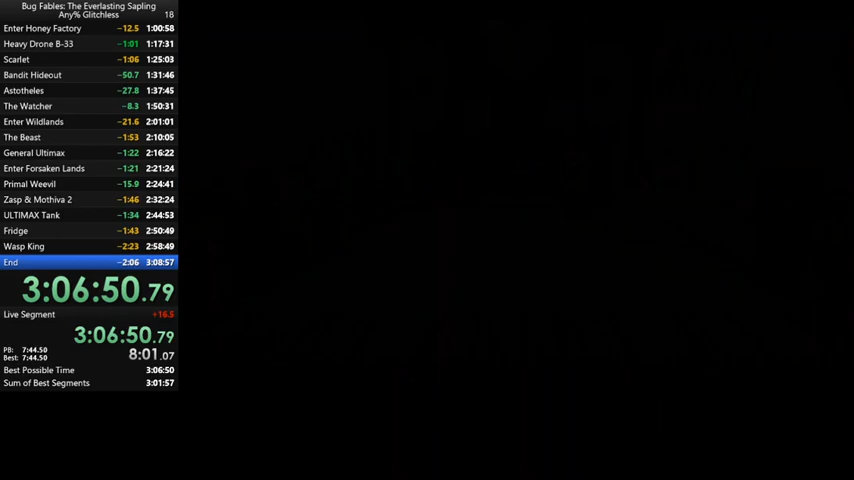 Bug Fables: The Everlasting Sapling
Any% Glitchless 18
Enter Honey Factory −12.5 1:00:58
Heavy Drone B-33 −1:01 1:17:31
Scarlet −1:06 1:25:03
Bandit Hideout −50.7 1:31:46
Astotheles −27.8 1:37:45
The Watcher −8.3 1:50:31
Enter Wildlands −21.6 2:01:01
The Beast −1:53 2:10:05
General Ultimax −1:22 2:16:22
Enter Forsaken Lands −1:21 2:21:24
Primal Weevil −15.9 2:24:41
Zasp & Mothiva 2 −1:46 2:32:24
ULTIMAX Tank −1:34 2:44:53
Fridge −1:43 2:50:49
Wasp King −2:23 2:58:49
End −2:06 3:08:57
3:06:50.79
Live Segment +16.5
3:06:50.79
PB: 7:44.50 8:01.07
Best: 7:44.50
Best Possible Time 3:06:50
Sum of Best Segments 3:01:57